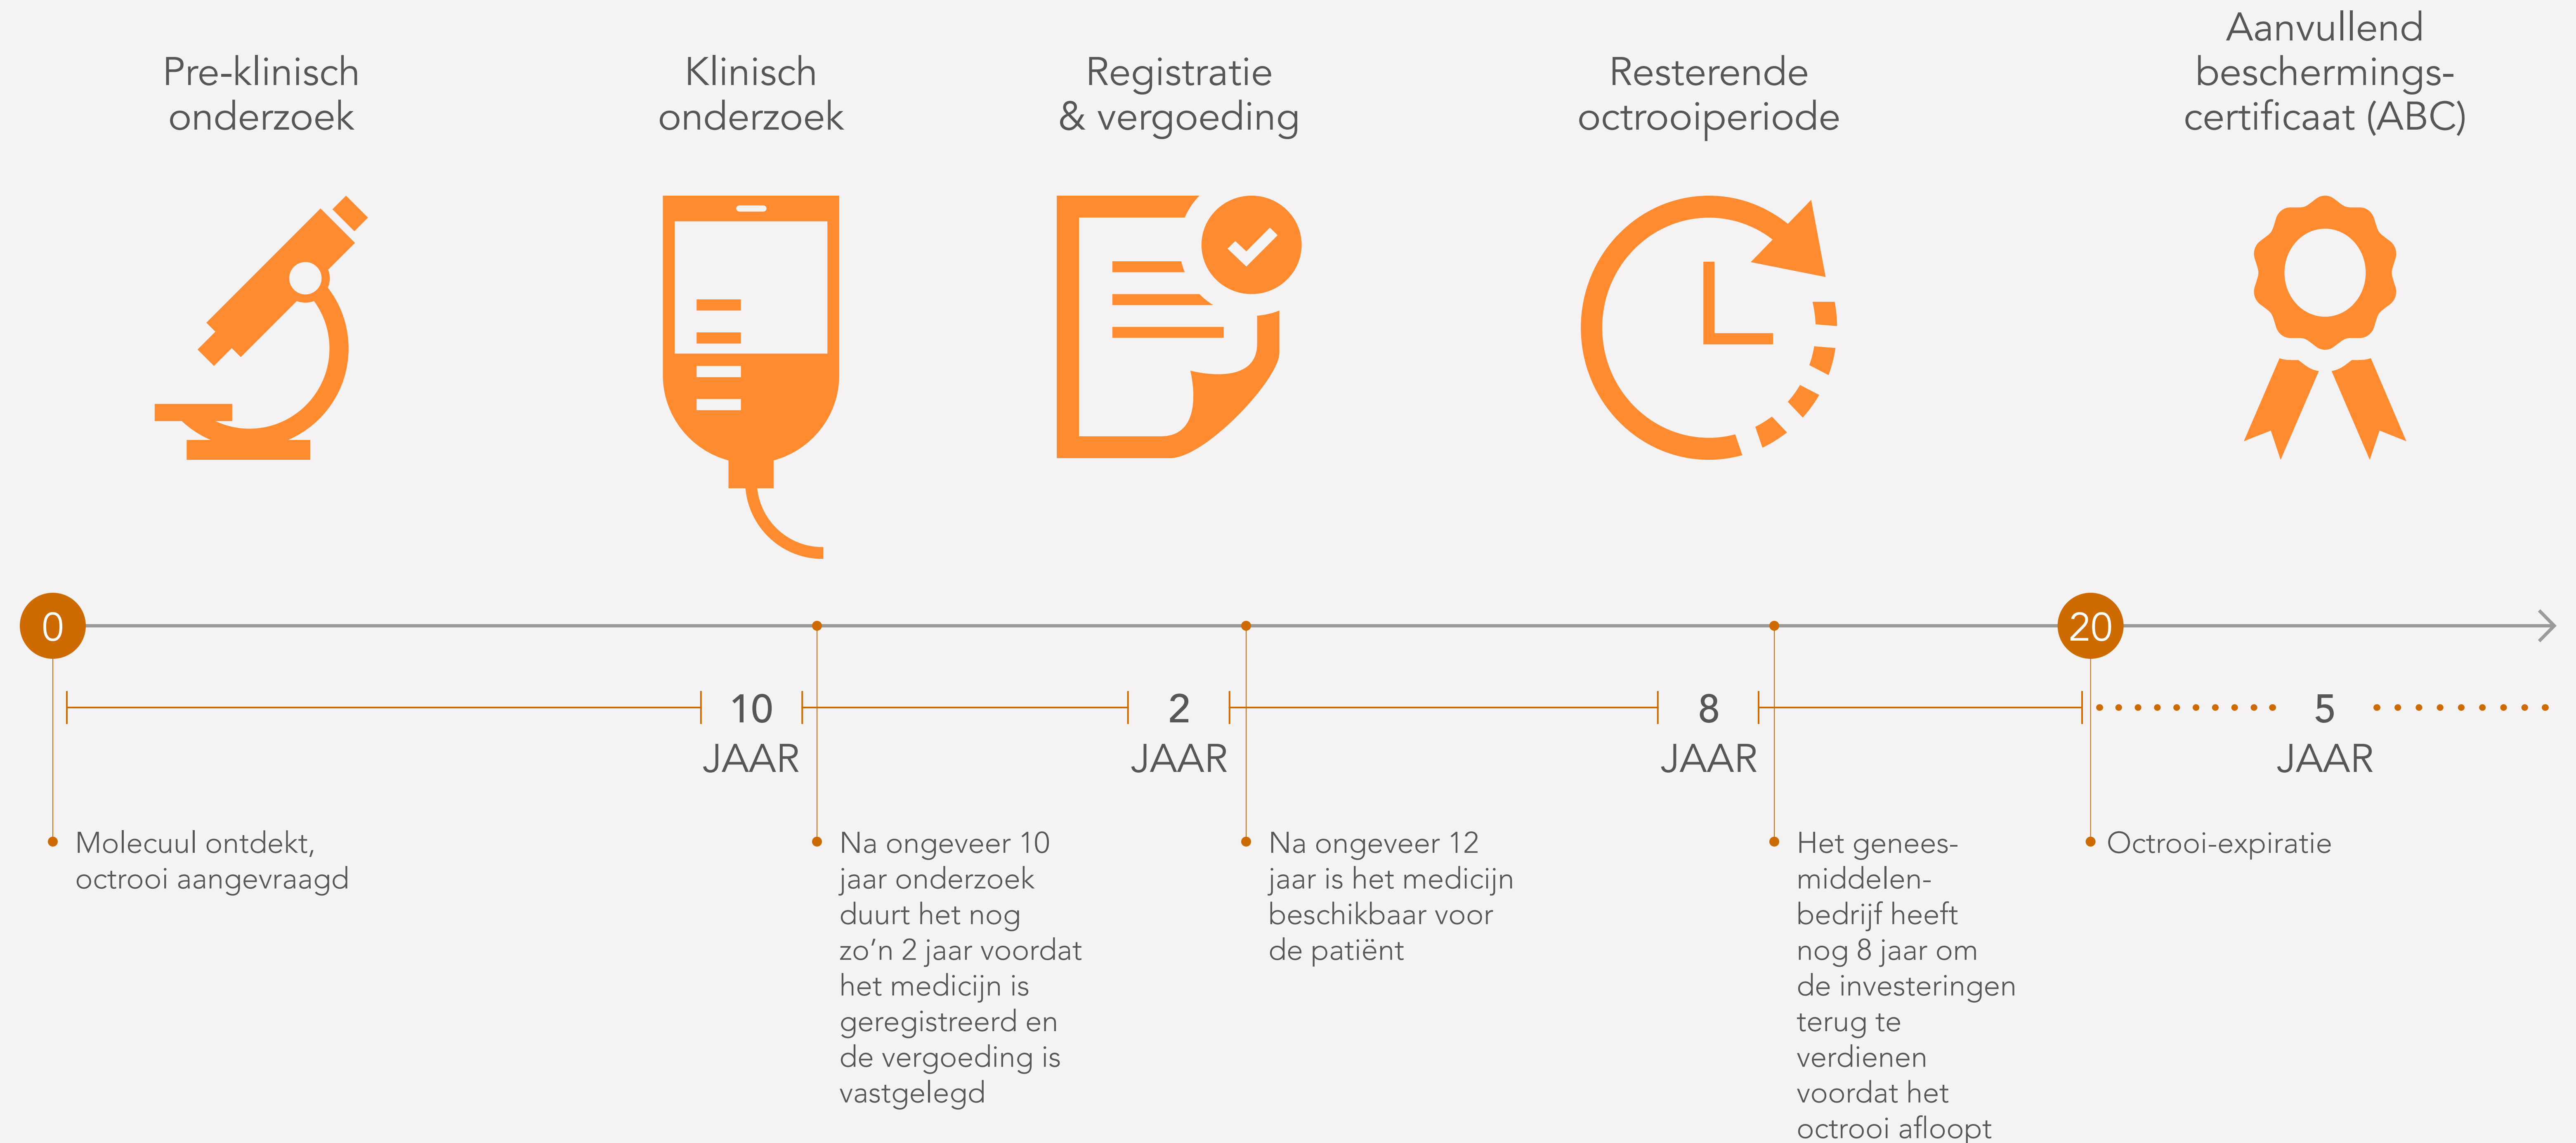 Pre-klinisch
onderzoek
Klinisch
onderzoek
Registratie
& vergoeding
Resterende
octrooiperiode
Aanvullend
beschermings-
certificaat (ABC)
0
20
10
JAAR
2
JAAR
8
JAAR
5
JAAR
Molecuul ontdekt,
octrooi aangevraagd
Na ongeveer 10
jaar onderzoek
duurt het nog
zo’n 2 jaar voordat
het medicijn is
geregistreerd en
de vergoeding is
vastgelegd
Na ongeveer 12
jaar is het medicijn
beschikbaar voor
de patiënt
Het genees-
middelen-
bedrijf heeft
nog 8 jaar om
de investeringen
terug te
verdienen
voordat het
octrooi afloopt
Octrooi-expiratie